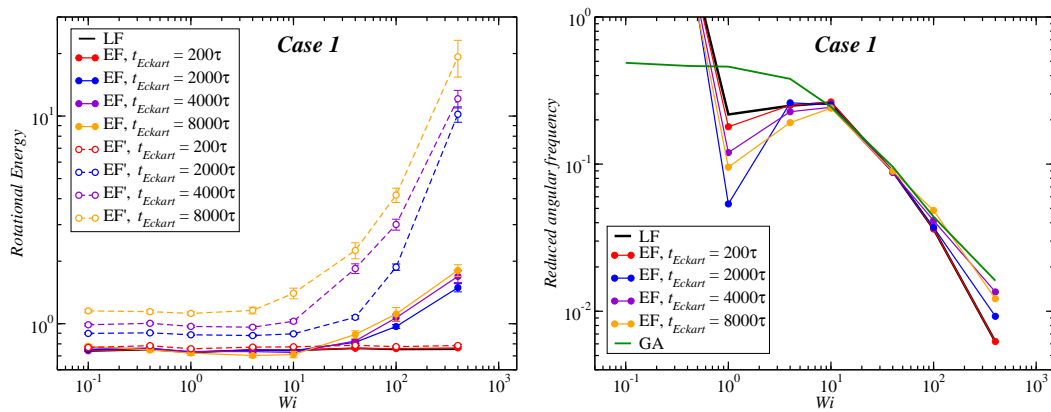 Case 1
LF
EF, t_Eckart = 200τ
EF, t_Eckart = 2000τ
EF, t_Eckart = 4000τ
EF, t_Eckart = 8000τ
EF', t_Eckart = 200τ
EF', t_Eckart = 2000τ
EF', t_Eckart = 4000τ
EF', t_Eckart = 8000τ
Rotational Energy
10^1
10^0
10^-1 10^0 10^1 10^2 10^3
Wi
Case 1
Reduced angular frequency
10^0
10^-1
10^-2
LF
EF, t_Eckart = 200τ
EF, t_Eckart = 2000τ
EF, t_Eckart = 4000τ
EF, t_Eckart = 8000τ
GA
10^-1 10^0 10^1 10^2 10^3
Wi